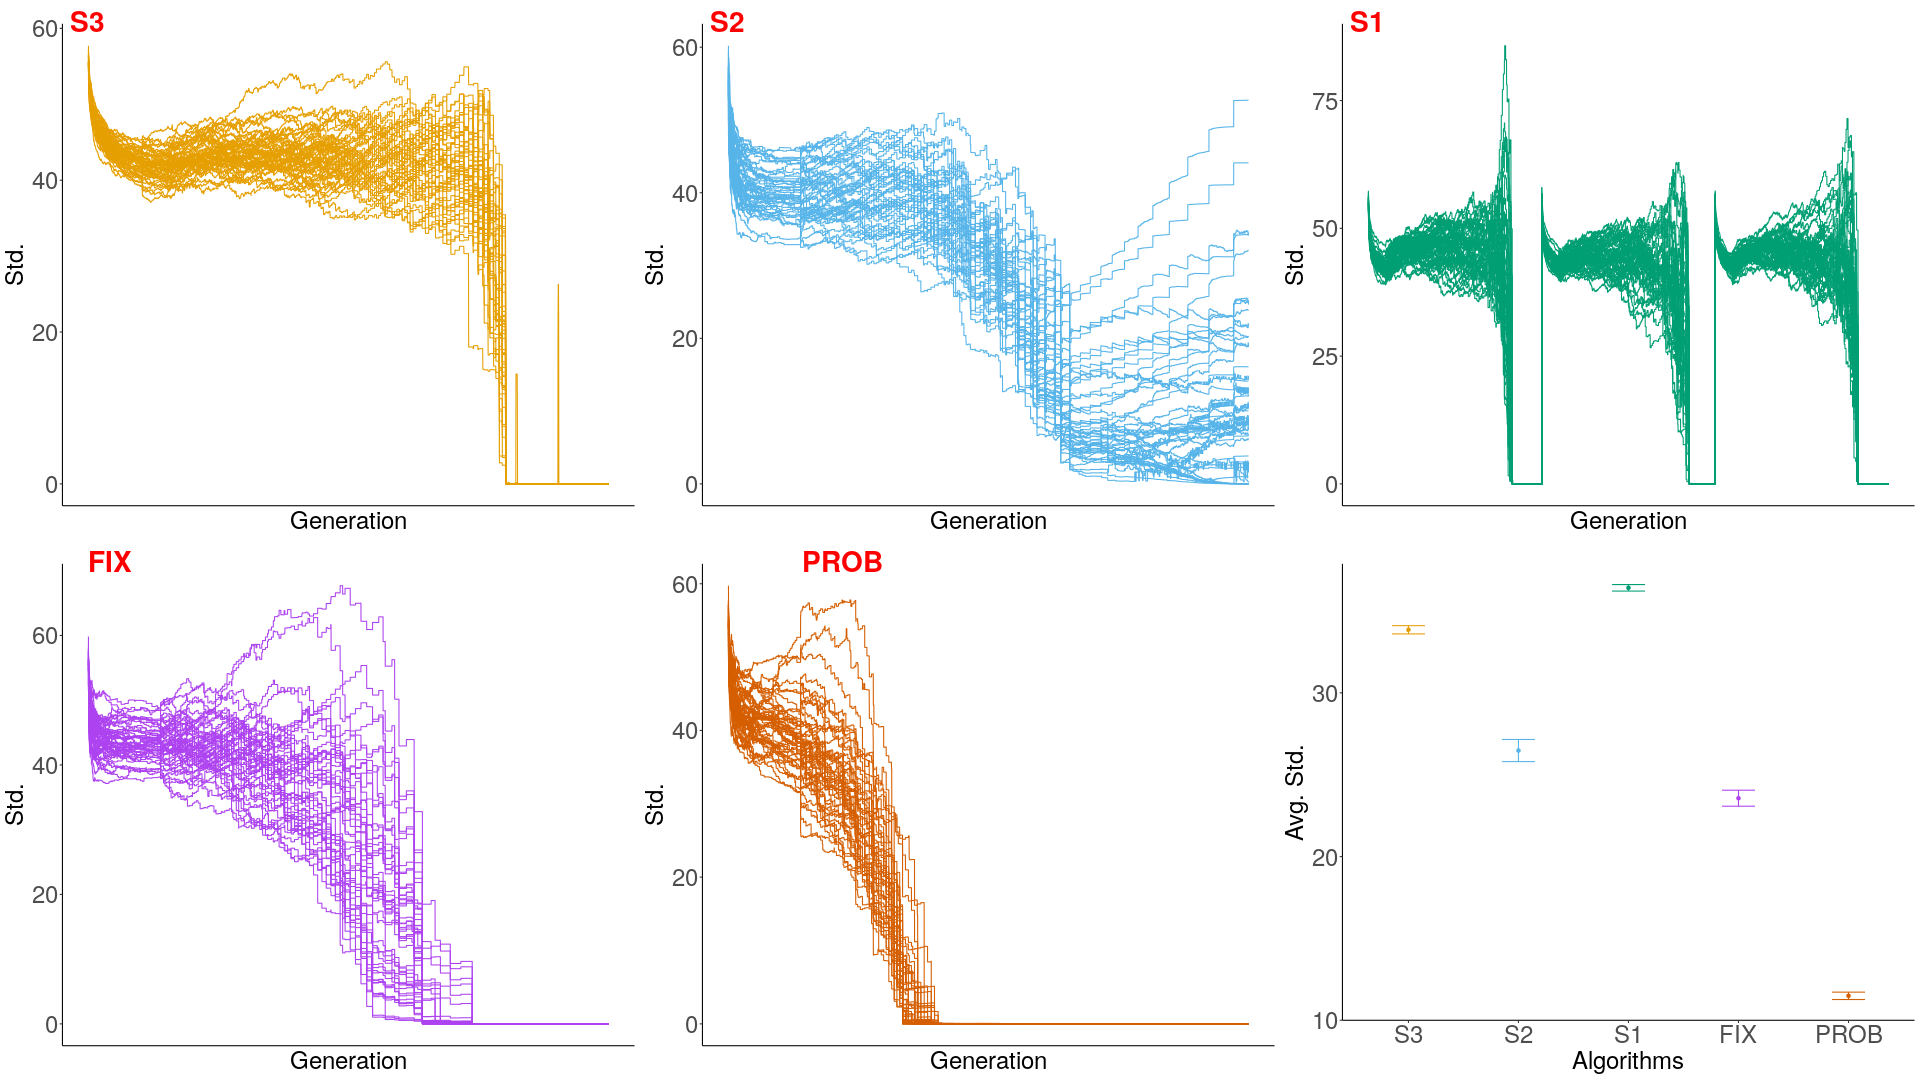 S3
60
40
20
0
Std.
Generation
S2
60
40
20
0
Std.
Generation
S1
75
50
25
0
Std.
Generation
FIX
60
40
20
0
Std.
Generation
PROB
60
40
20
0
Std.
Generation
30
20
10
Avg. Std.
S3 S2 S1 FIX PROB
Algorithms